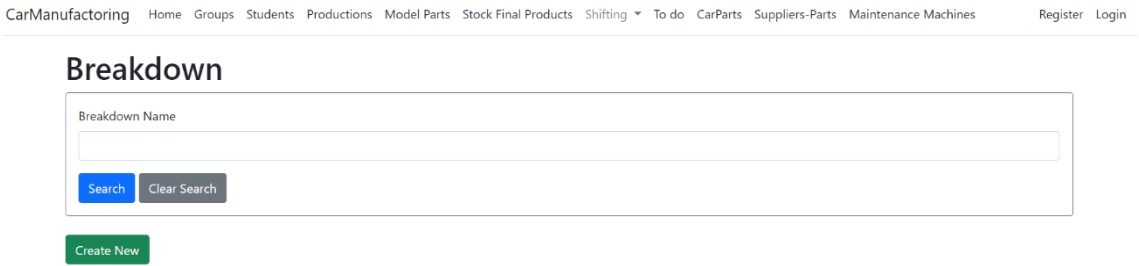 CarManufactoring Home Groups Students Productions Model Parts Stock Final Products Shifting To do CarParts Suppliers-Parts Maintenance Machines Register Login
Breakdown
Breakdown Name
Search Clear Search
Create New